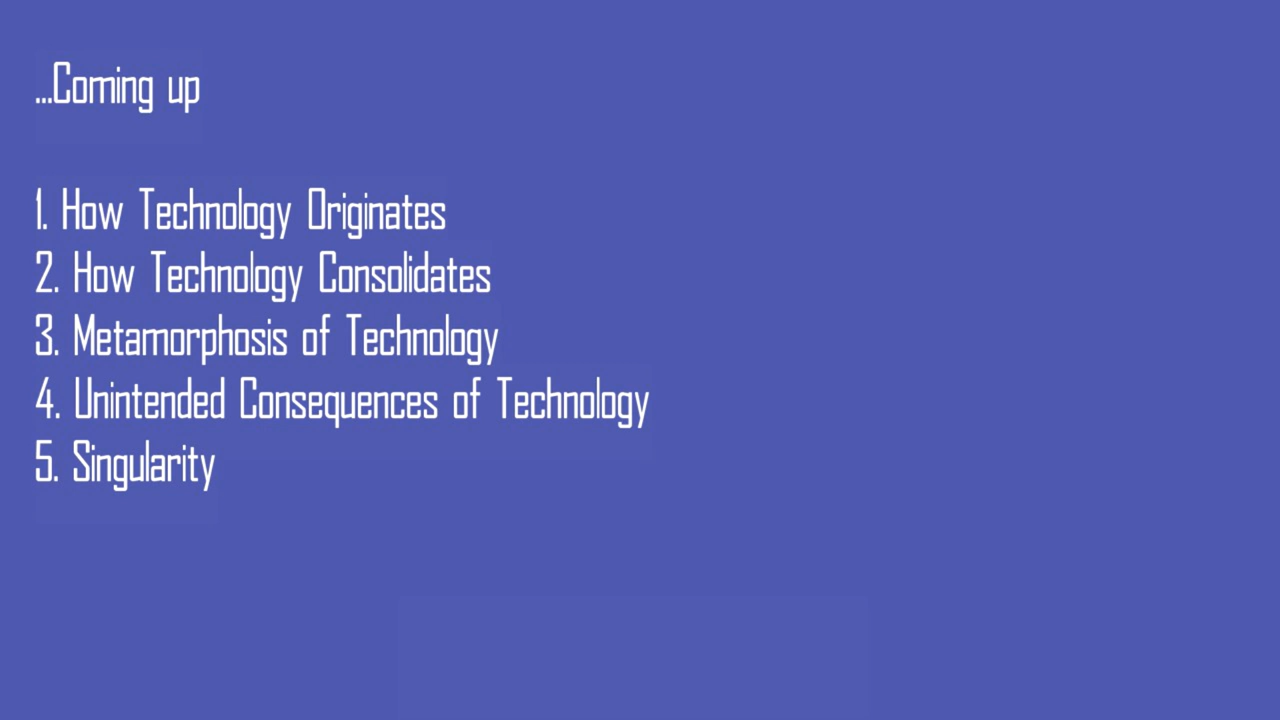 ...Coming up
1. How Technology Originates
2. How Technology Consolidates
3. Metamorphosis of Technology
4. Unintended Consequences of Technology
5. Singularity